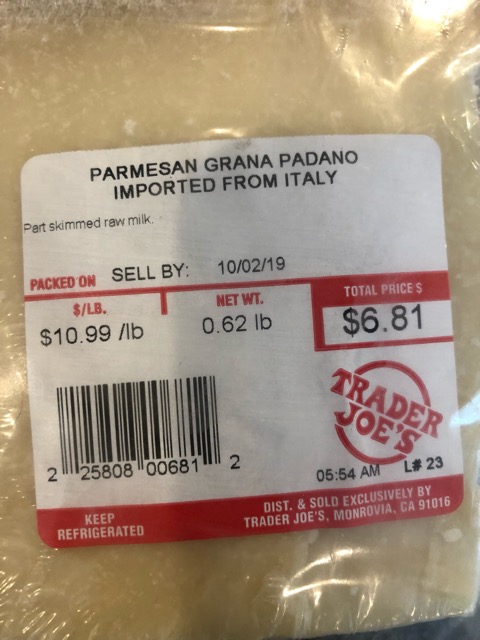 PARMESAN GRANA PADANO
IMPORTED FROM ITALY
Part skimmed raw milk.
PACKED ON SELL BY: 10/02/19
$/LB. NET WT. TOTAL PRICE $
$10.99 /lb 0.62 lb $6.81
TRADER
JOE'S
2 25808 00681 2
05:54 AM L# 23
KEEP
REFRIGERATED
DIST. & SOLD EXCLUSIVELY BY
TRADER JOE'S, MONROVIA, CA 91016